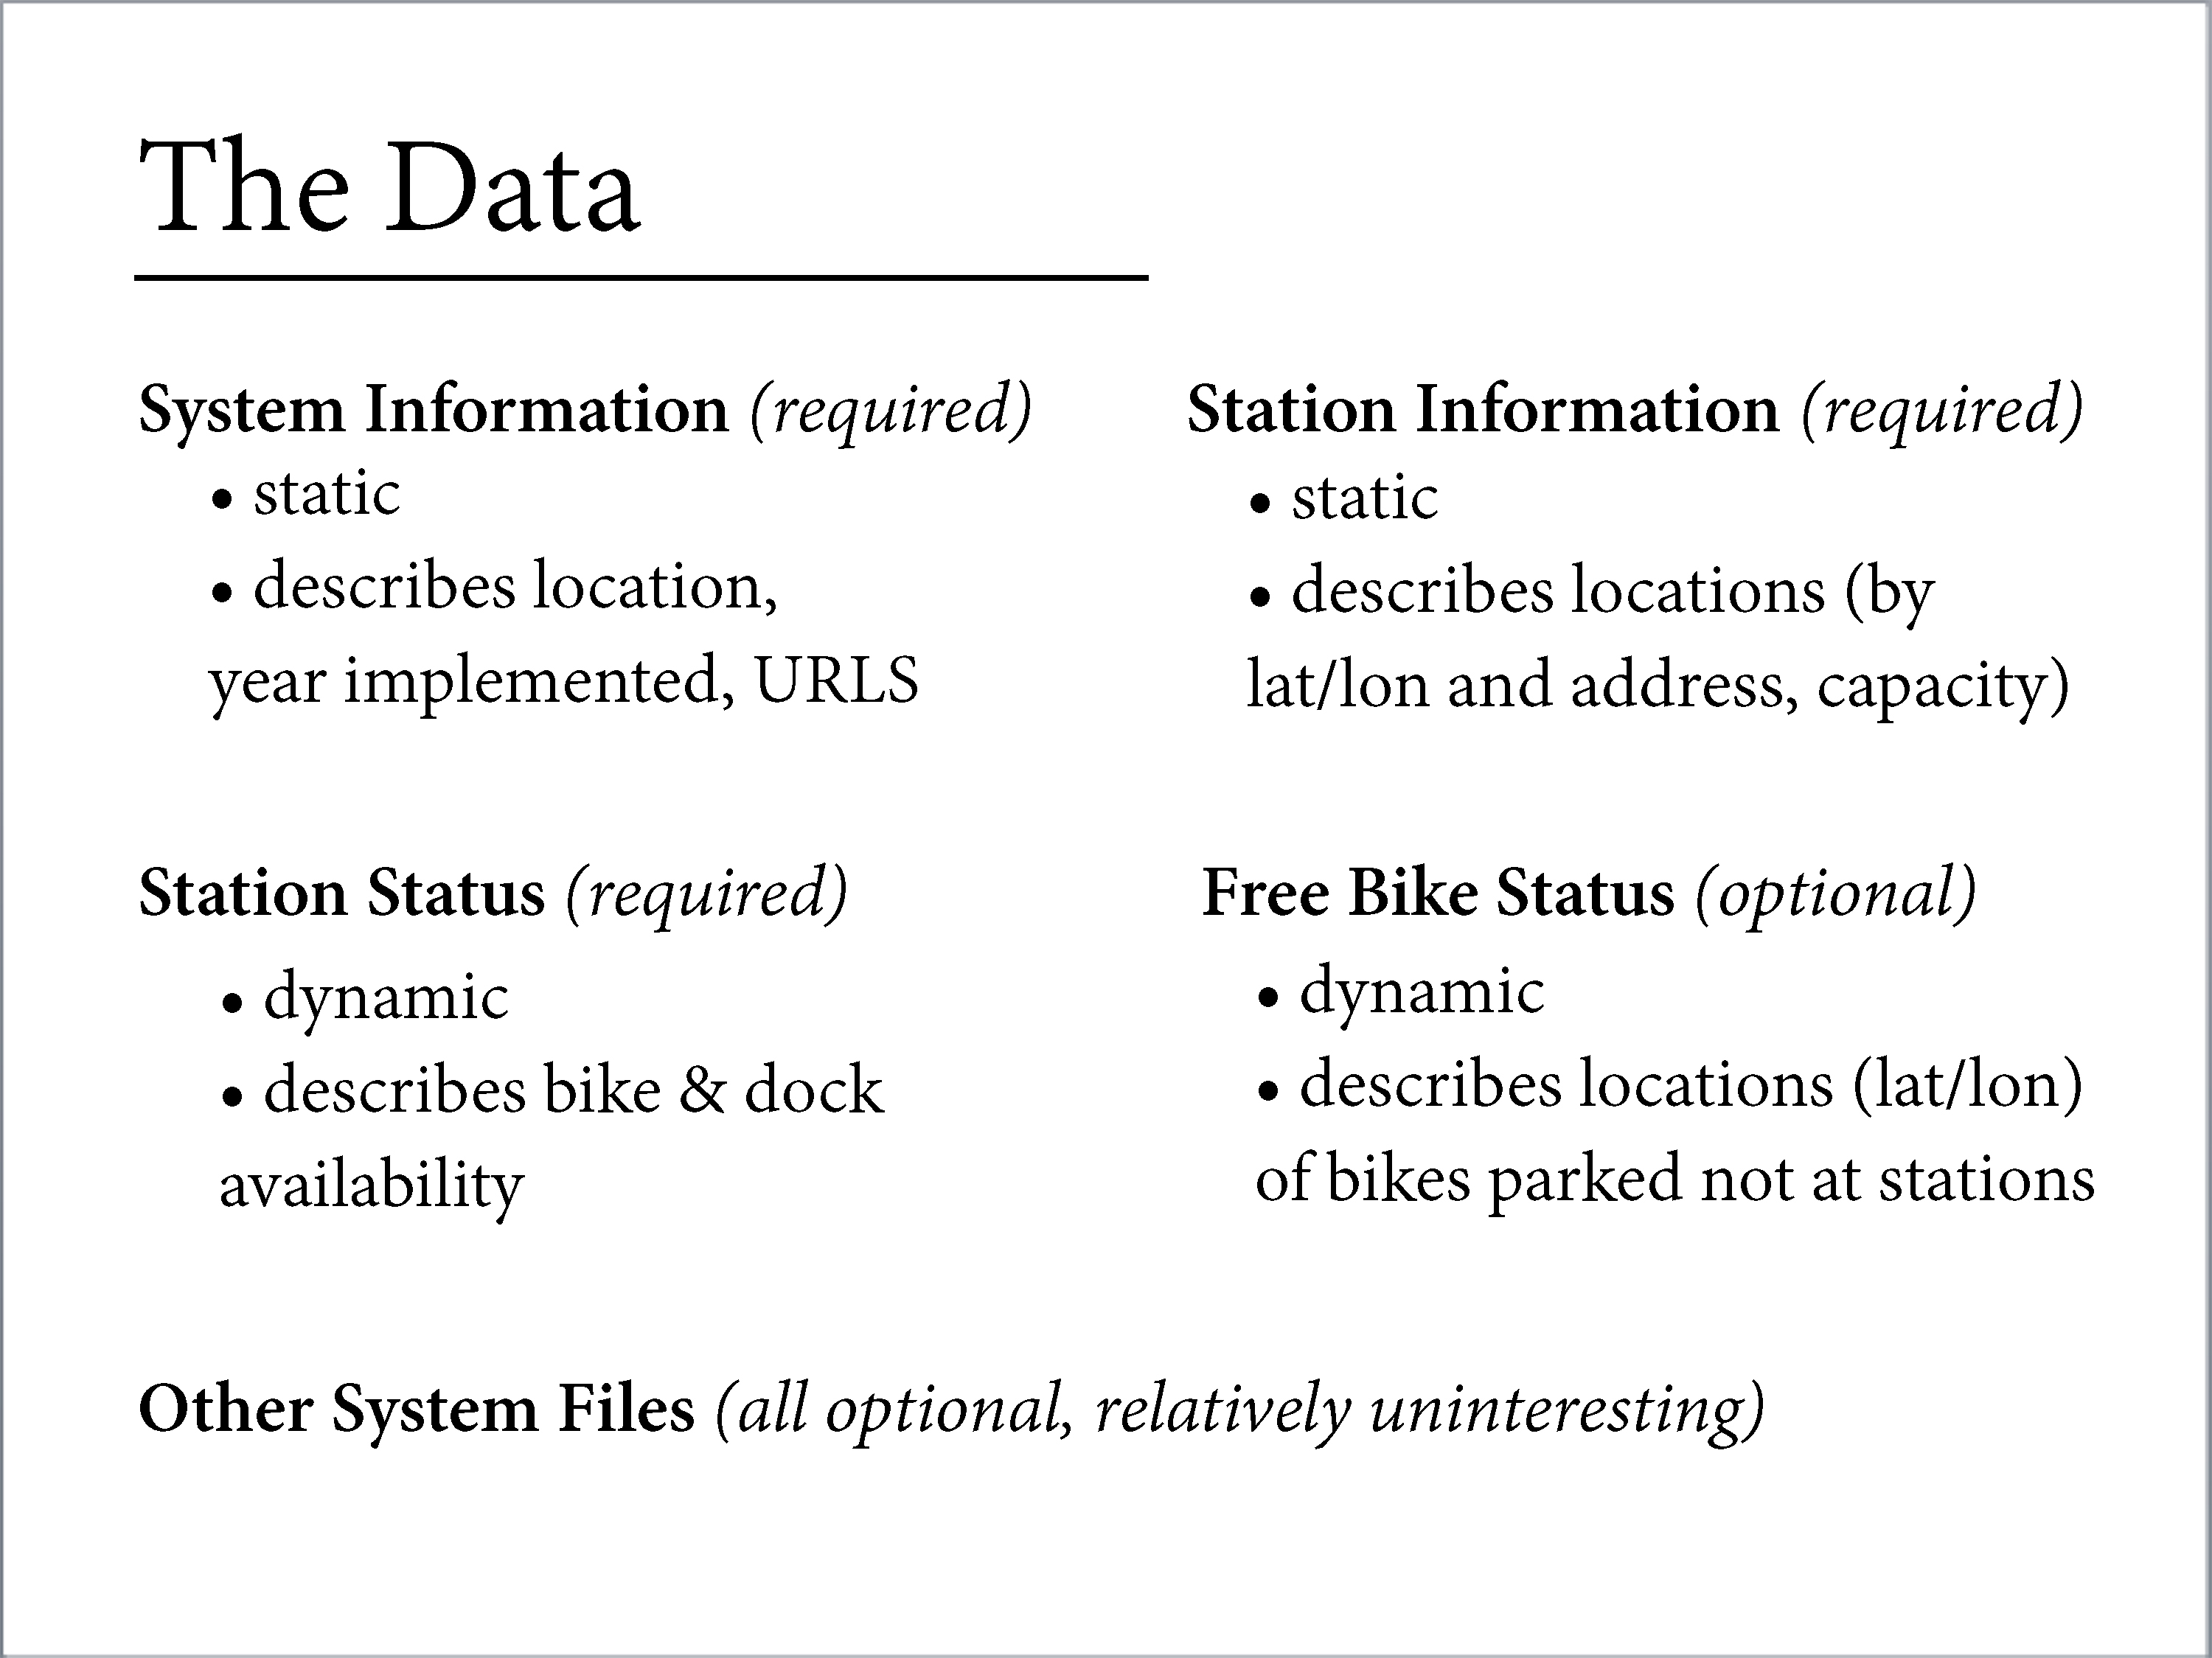 The Data
System Information (required)
• static
• describes location,
year implemented, URLS
Station Information (required)
• static
• describes locations (by
lat/lon and address, capacity)
Station Status (required)
• dynamic
• describes bike & dock
availability
Free Bike Status (optional)
• dynamic
• describes locations (lat/lon)
of bikes parked not at stations
Other System Files (all optional, relatively uninteresting)